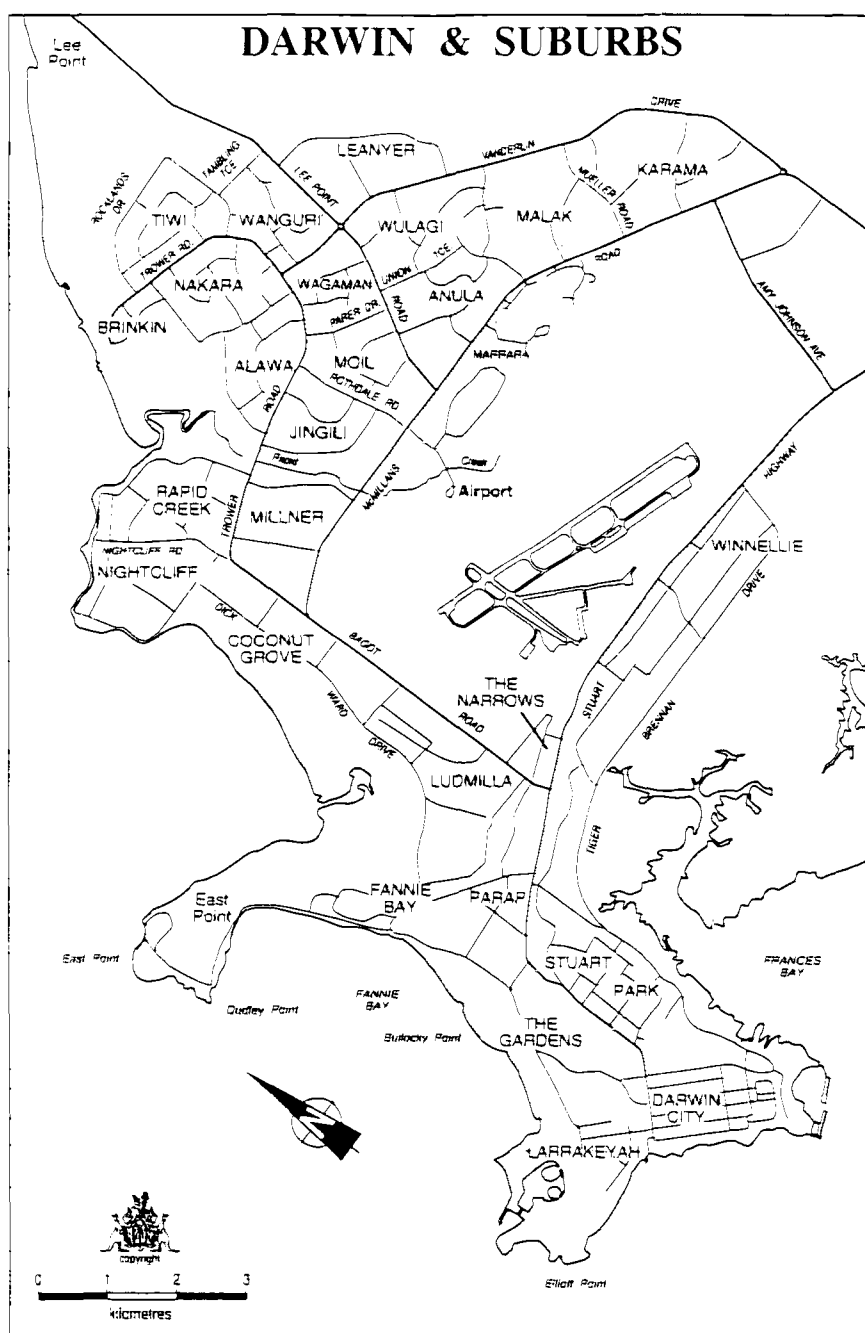 DARWIN & SUBURBS
Lee
Point
DRIVE
LEANYER
VANDERLIN
KARAMA
TAMBLING
TCE
LEE POINT
MUELLER
ROAD
ROCKLANDS
DR
TIWI
WANGURI
WULAGI
MALAK
TROWER RD.
UNION
TCE
ROAD
NAKARA
WAGAMAN
ANULA
AMY JOHNSON AVE
PARER DR.
ROAD
BRINKIN
MARRARA
ALAWA
MOIL
ROTHDALE RD
ROAD
JINGILI
HIGHWAY
Creek
McMILLANS
Airport
RAPID
CREEK
TROWER
MILLNER
WINNELLIE
NIGHTCLIFF RD
NIGHTCLIFF
DRIVE
DICK
COCONUT
GROVE
BAGOT
THE
NARROWS
STUART
WARD
ROAD
BRENNAN
DRIVE
LUDMILLA
TIGER
FANNIE
BAY
PARAP
East
Point
East Point
STUART
PARK
FRANCES
BAY
Dudley Point
FANNIE
BAY
Bullocky Point
THE
GARDENS
DARWIN
CITY
N
LARRAKEYAH
copyright
Elliott Point
0 1 2 3
kilometres